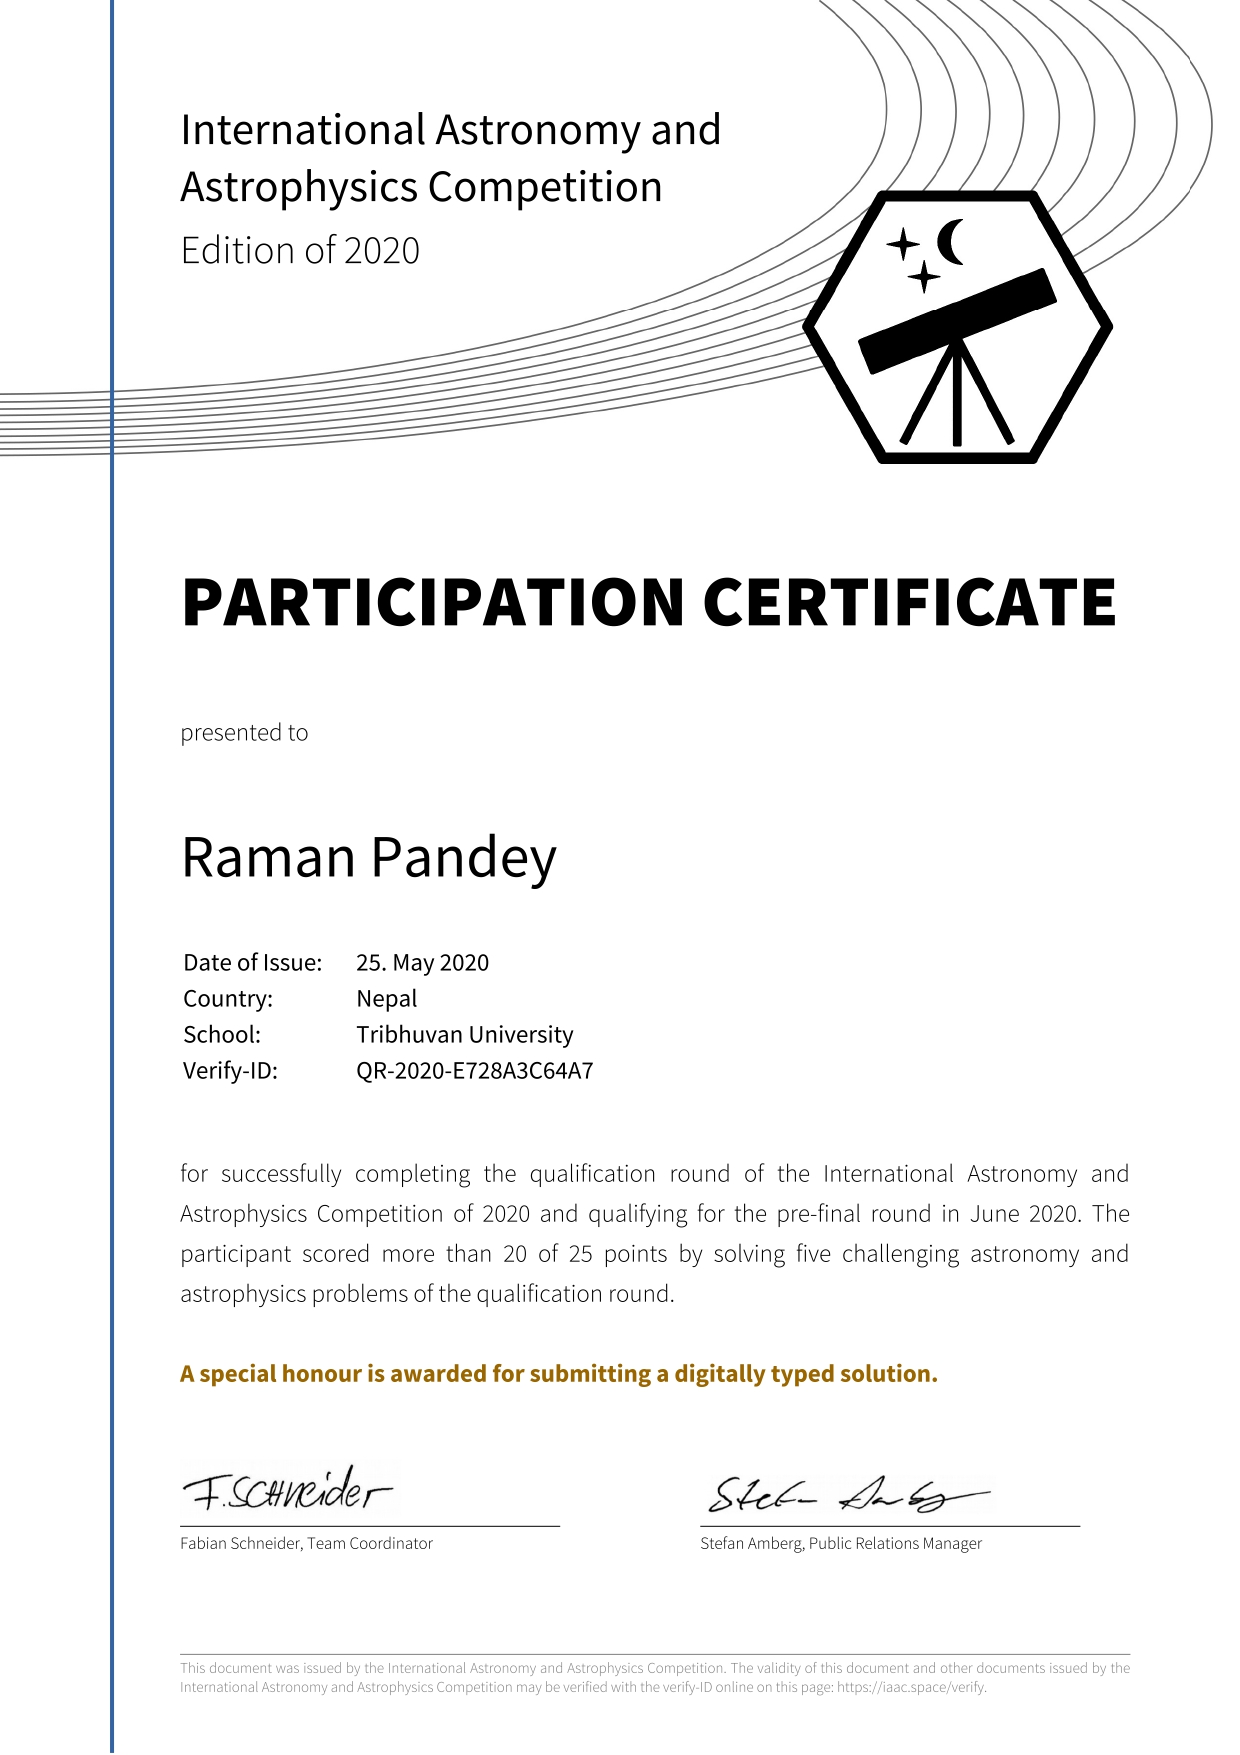 International Astronomy and
Astrophysics Competition
Edition of 2020
PARTICIPATION CERTIFICATE
presented to
Raman Pandey
Date of Issue: 25. May 2020
Country: Nepal
School: Tribhuvan University
Verify-ID: QR-2020-E728A3C64A7
for successfully completing the qualification round of the International Astronomy and
Astrophysics Competition of 2020 and qualifying for the pre-final round in June 2020. The
participant scored more than 20 of 25 points by solving five challenging astronomy and
astrophysics problems of the qualification round.
A special honour is awarded for submitting a digitally typed solution.
F. Schneider
Fabian Schneider, Team Coordinator
Stefan Amberg, Public Relations Manager
This document was issued by the International Astronomy and Astrophysics Competition. The validity of this document and other documents issued by the
International Astronomy and Astrophysics Competition may be verified with the verify-ID online on this page: https://iaac.space/verify.